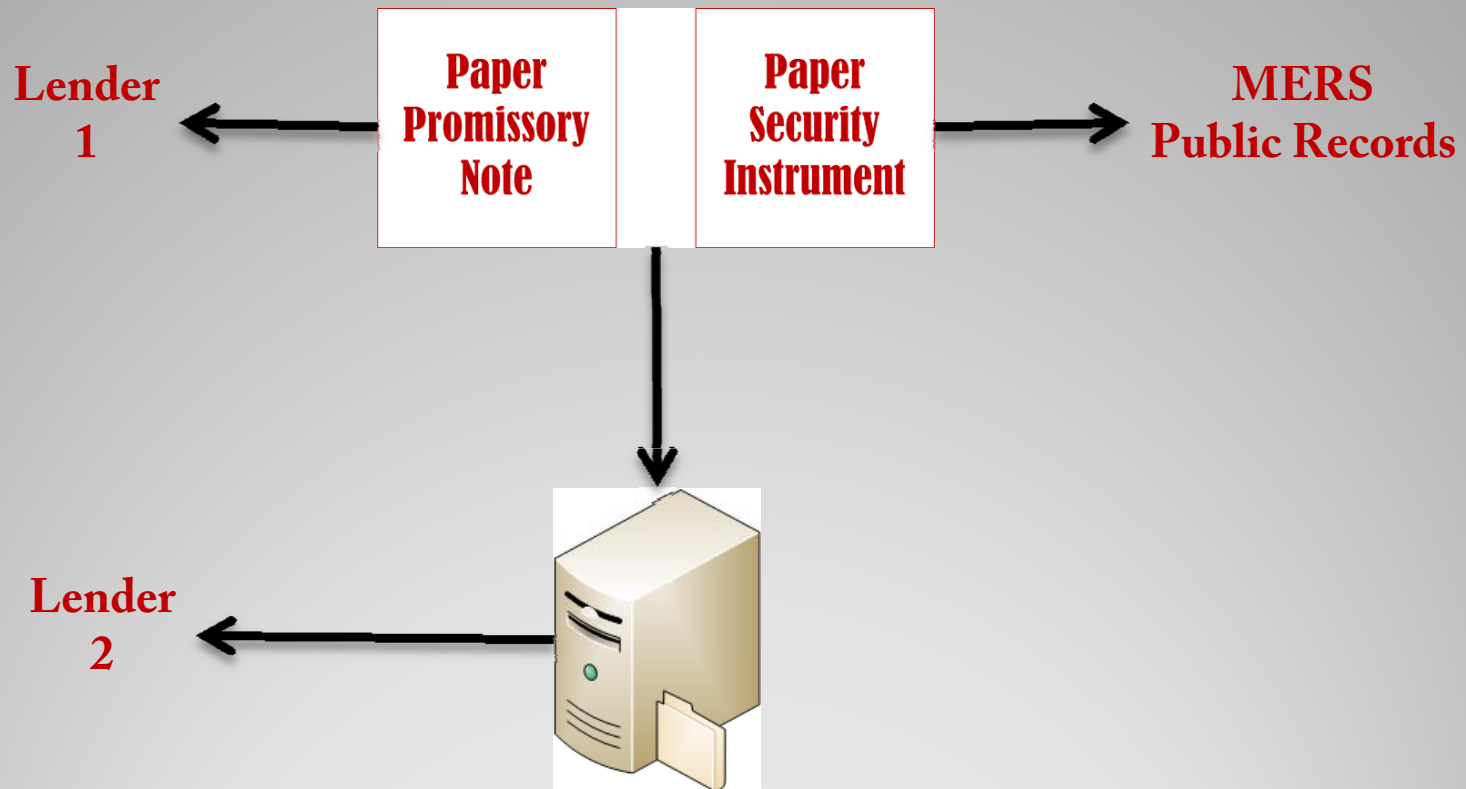 Lender
1
Paper
Promissory
Note
Paper
Security
Instrument
MERS
Public Records
Lender
2